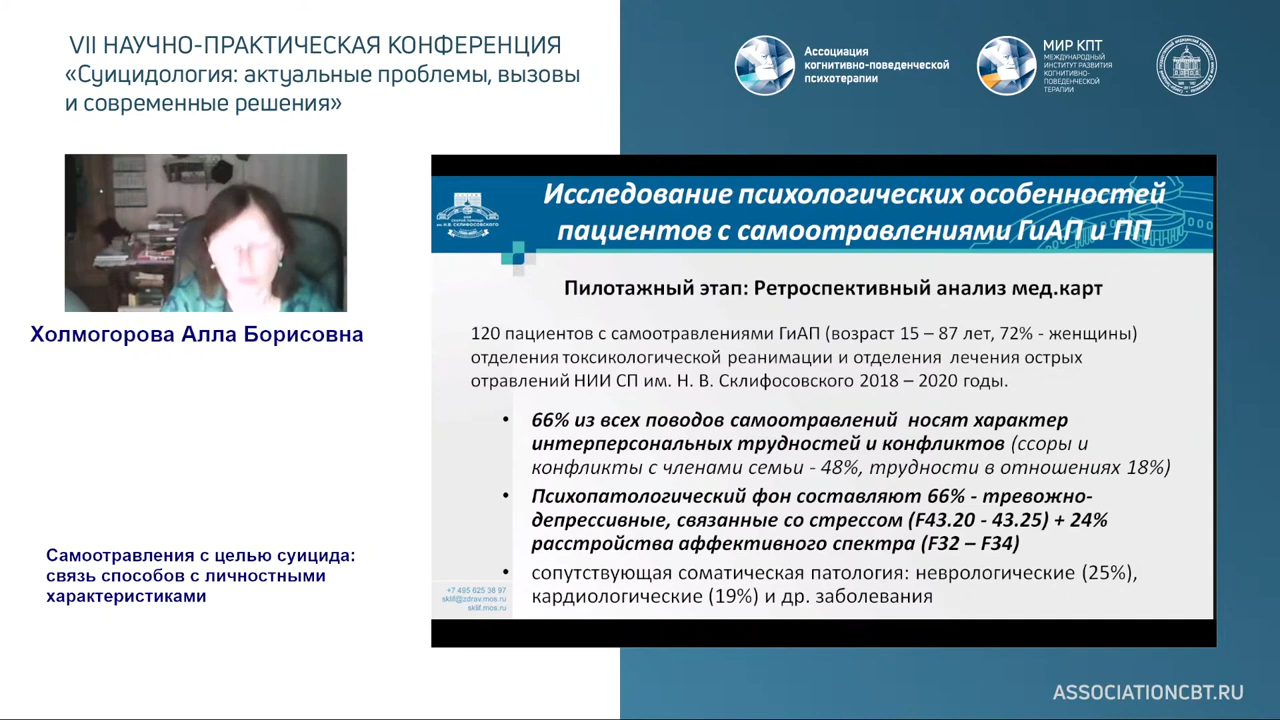 VII НАУЧНО-ПРАКТИЧЕСКАЯ КОНФЕРЕНЦИЯ
«Суицидология: актуальные проблемы, вызовы
и современные решения»
Ассоциация
когнитивно-поведенческой
психотерапии
МИР КПТ
МЕЖДУНАРОДНЫЙ
ИНСТИТУТ РАЗВИТИЯ
КОГНИТИВНО-
ПОВЕДЕНЧЕСКОЙ
ТЕРАПИИ
Холмогорова Алла Борисовна
Самоотравления с целью суицида:
связь способов с личностными
характеристиками
им. Н.В. СКЛИФОСОВСКОГО
Исследование психологических особенностей
пациентов с самоотравлениями ГиАП и ПП
Пилотажный этап: Ретроспективный анализ мед.карт
120 пациентов с самоотравлениями ГиАП (возраст 15 – 87 лет, 72% - женщины)
отделения токсикологической реанимации и отделения лечения острых
отравлений НИИ СП им. Н. В. Склифосовского 2018 – 2020 годы.
• 66% из всех поводов самоотравлений носят характер
интерперсональных трудностей и конфликтов (ссоры и
конфликты с членами семьи - 48%, трудности в отношениях 18%)
• Психопатологический фон составляют 66% - тревожно-
депрессивные, связанные со стрессом (F43.20 - 43.25) + 24%
расстройства аффективного спектра (F32 – F34)
• сопутствующая соматическая патология: неврологические (25%),
кардиологические (19%) и др. заболевания
+7 495 625 38 97
sklif@zdrav.mos.ru
sklif.mos.ru
ASSOCIATIONCBT.RU